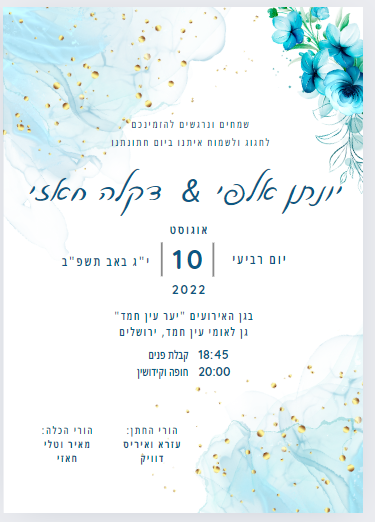 שמחים ונרגשים להזמינכם
לחגוג ולשמוח איתנו ביום חתונתנו
יונתן אלפי & דקלה חאזי
אוגוסט
יום רביעי 10 י"ג באב תשפ"ב
2022
בגן האירועים "יער עין חמד"
גן לאומי עין חמד, ירושלים
18:45 קבלת פנים
20:00 חופה וקידושין
הורי החתן:
עזרא ואיריס
דוויק
הורי הכלה:
מאיר וטלי
חאזי